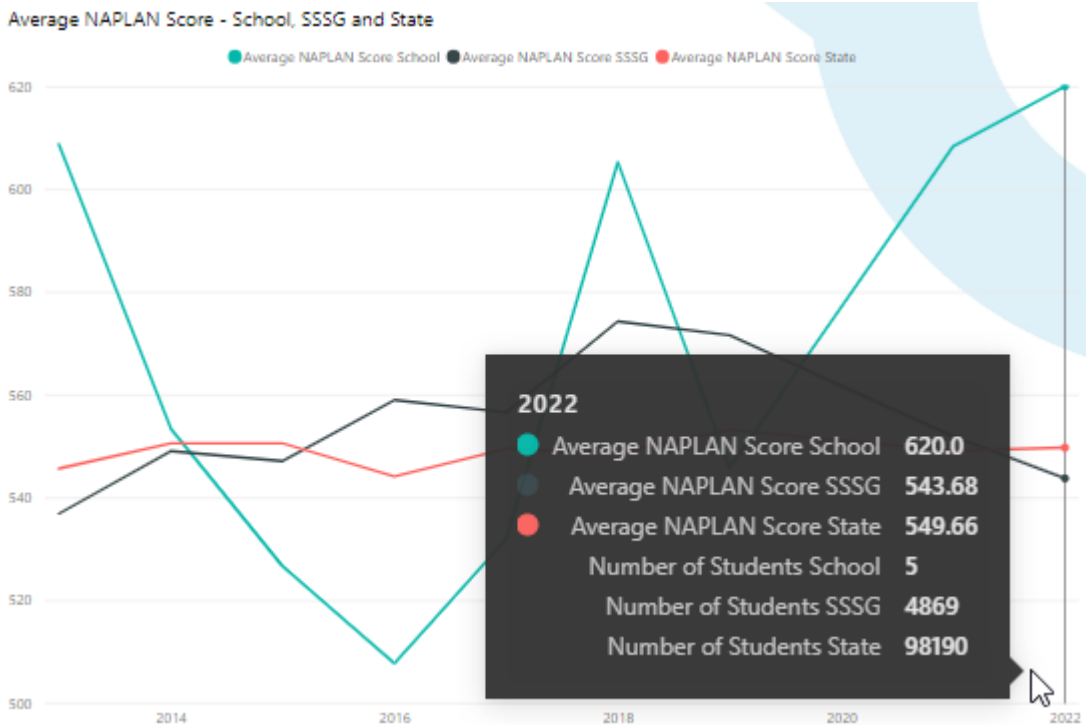 Average NAPLAN Score - School, SSSG and State
Average NAPLAN Score School Average NAPLAN Score SSSG Average NAPLAN Score State
620
600
580
560
540
520
500
2014 2016 2018 2020 2022
2022
Average NAPLAN Score School 620.0
Average NAPLAN Score SSSG 543.68
Average NAPLAN Score State 549.66
Number of Students School 5
Number of Students SSSG 4869
Number of Students State 98190